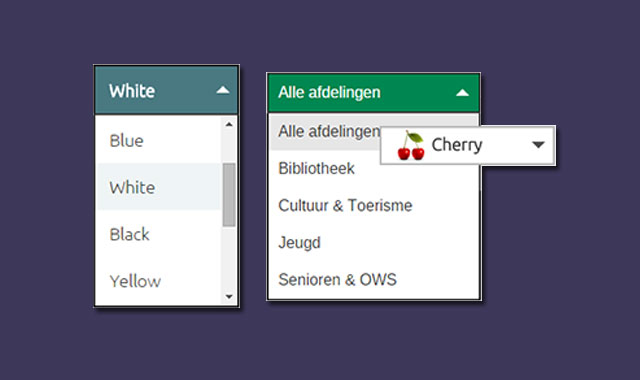 White
Blue
White
Black
Yellow
Alle afdelingen
Alle afdelingen
Cherry
Bibliotheek
Cultuur & Toerisme
Jeugd
Senioren & OWS